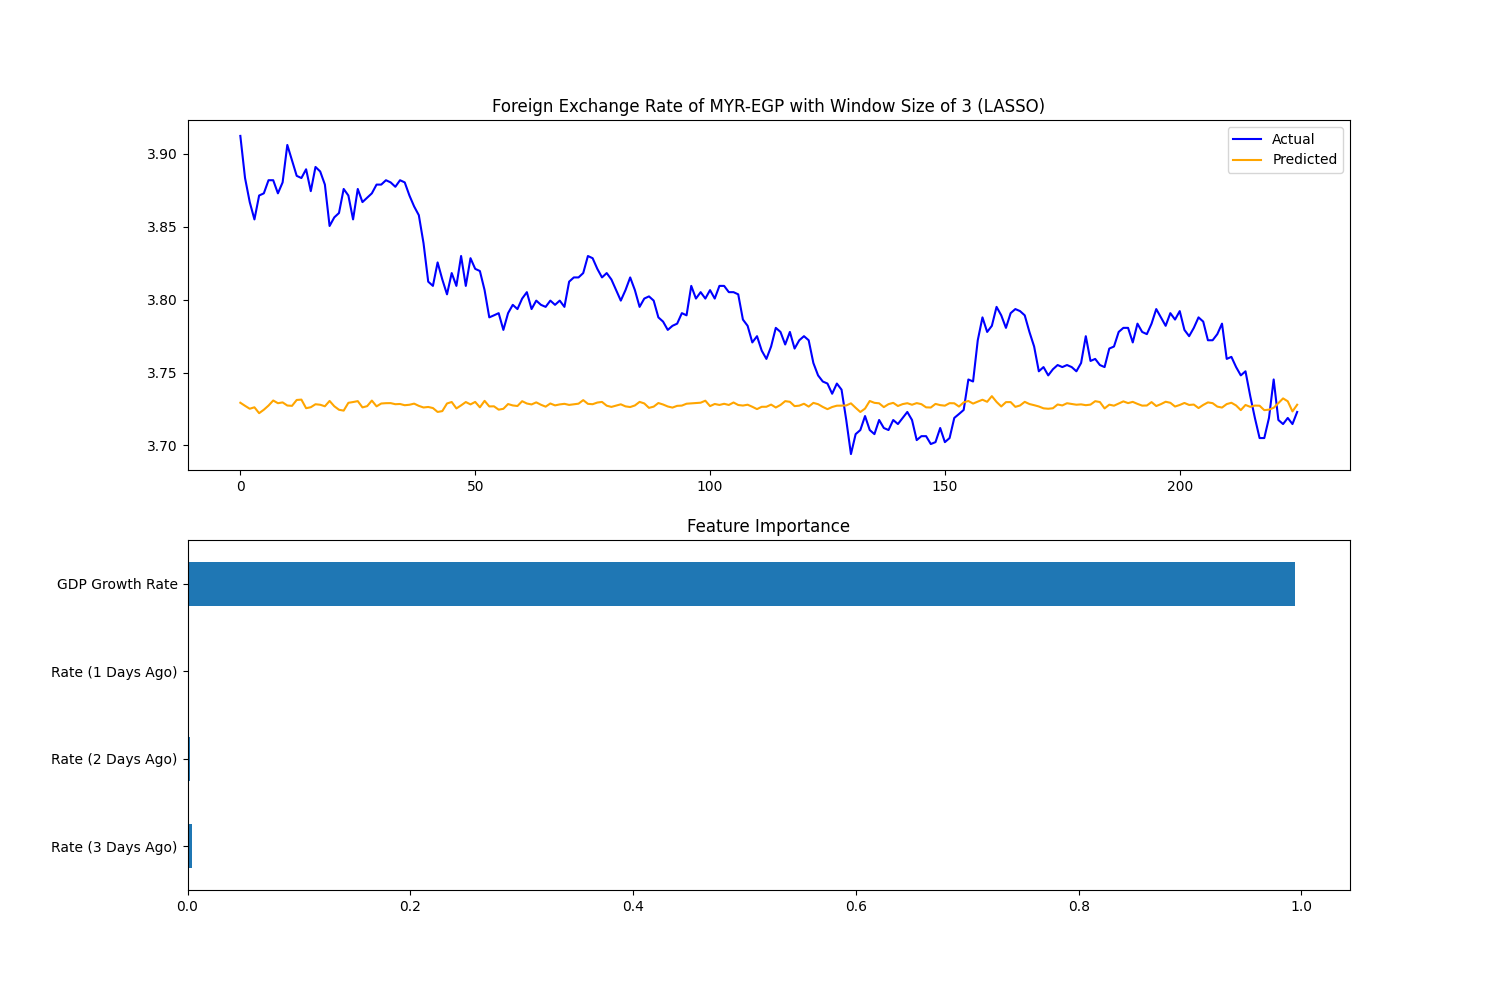 Foreign Exchange Rate of MYR-EGP with Window Size of 3 (LASSO)
Actual
Predicted
3.90
3.85
3.80
3.75
3.70
0
50
100
150
200
Feature Importance
GDP Growth Rate
Rate (1 Days Ago)
Rate (2 Days Ago)
Rate (3 Days Ago)
0.0
0.2
0.4
0.6
0.8
1.0